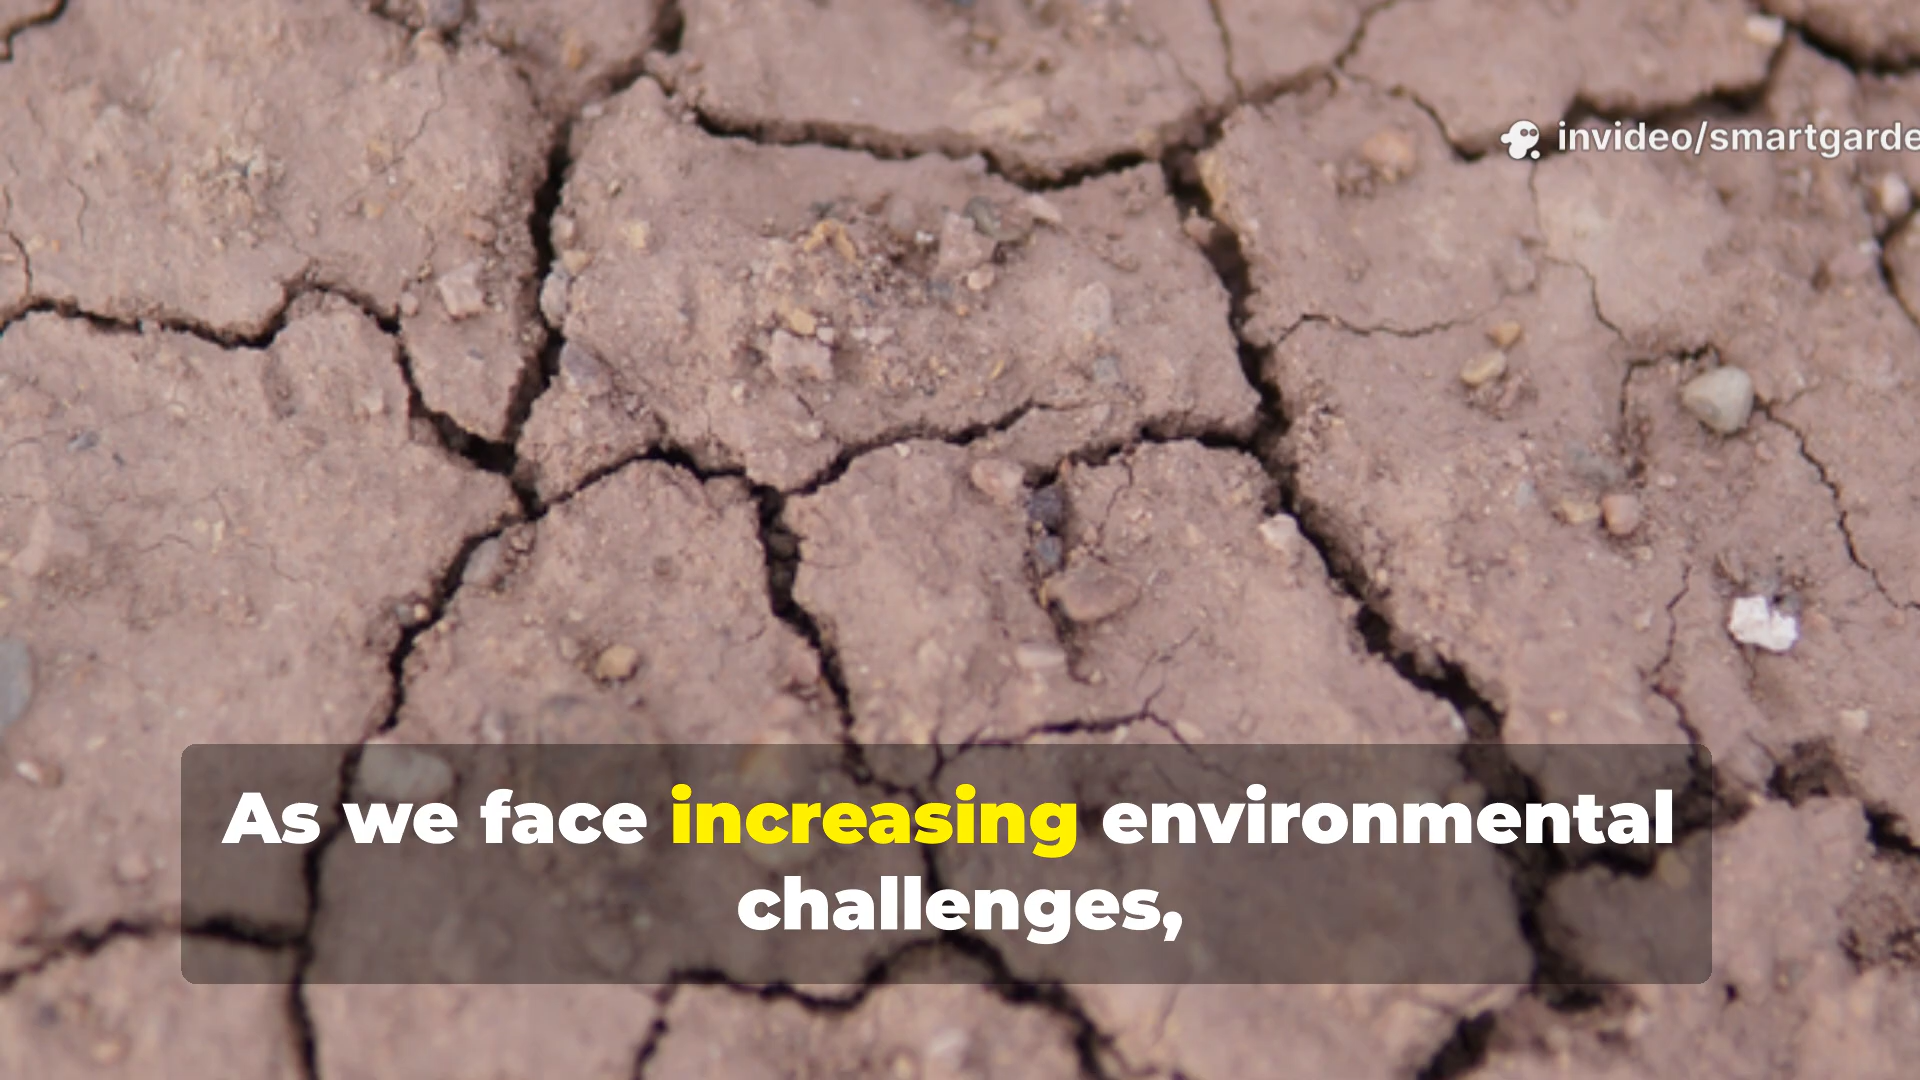 invideo/smartgarde
As we face increasing environmental
challenges,